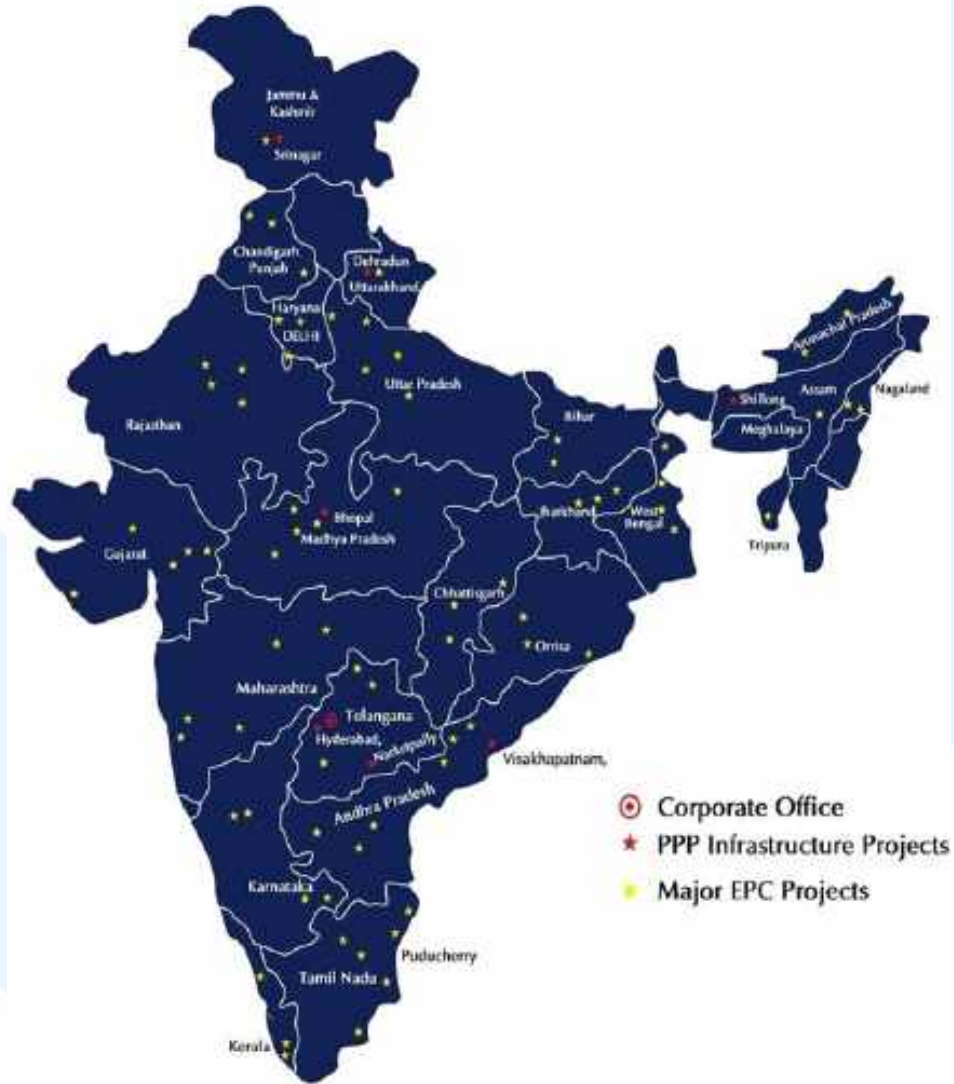 Jammu &
Kashmir
Srinagar
Chandigarh
Punjab
Dehradun
Uttarakhand,
Haryana
DELHI
Arunachal Pradesh
Uttar Pradesh
Rajasthan
Bihar
Shillong
Assam
Nagaland
Meghalaya
Bhopal
Madhya Pradesh
Jharkhand
West
Bengal
Tripura
Gujarat
Chhattisgarh
Orrisa
Maharashtra
Telangana
Hyderabad,
Narketpally
Visakhapatnam,
Andhra Pradesh
Corporate Office
PPP Infrastructure Projects
Major EPC Projects
Karnataka
Puducherry
Tamil Nadu
Kerala